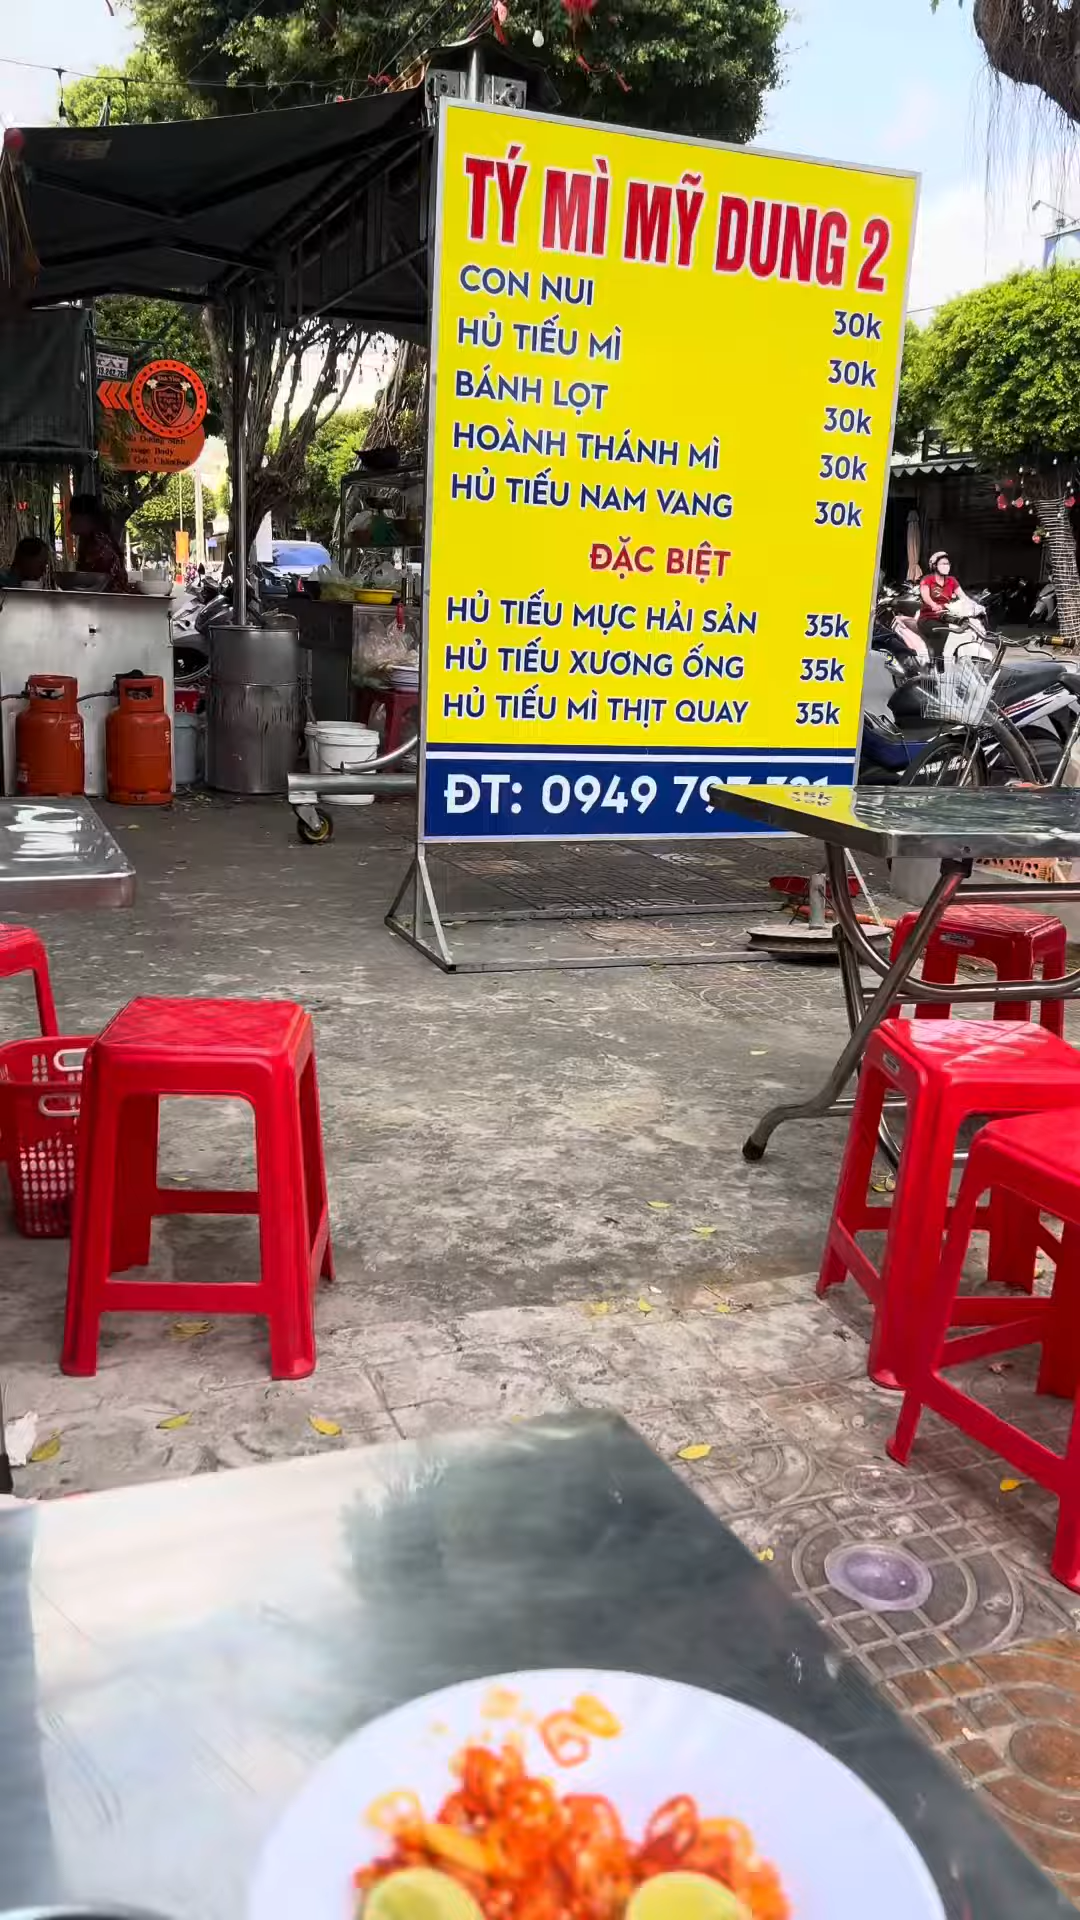 TÝ MÌ MỸ DUNG 2
CON NUI 30k
HỦ TIẾU MÌ 30k
BÁNH LỌT 30k
HOÀNH THÁNH MÌ 30k
HỦ TIẾU NAM VANG 30k
ĐẶC BIỆT
HỦ TIẾU MỰC HẢI SẢN 35k
HỦ TIẾU XƯƠNG ỐNG 35k
HỦ TIẾU MÌ THỊT QUAY 35k
ĐT: 0949